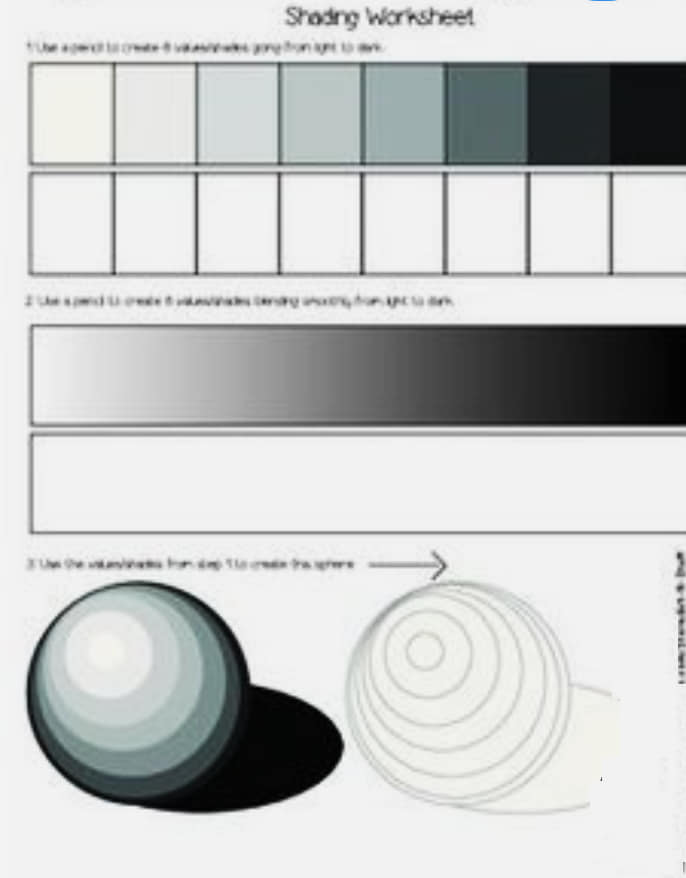 Shading Worksheet
1 Use a pencil to create 8 values/shades going from light to dark.
2 Use a pencil to create 8 values/shades blending smoothly from light to dark.
3 Use the values/shades from step 1 to create this sphere